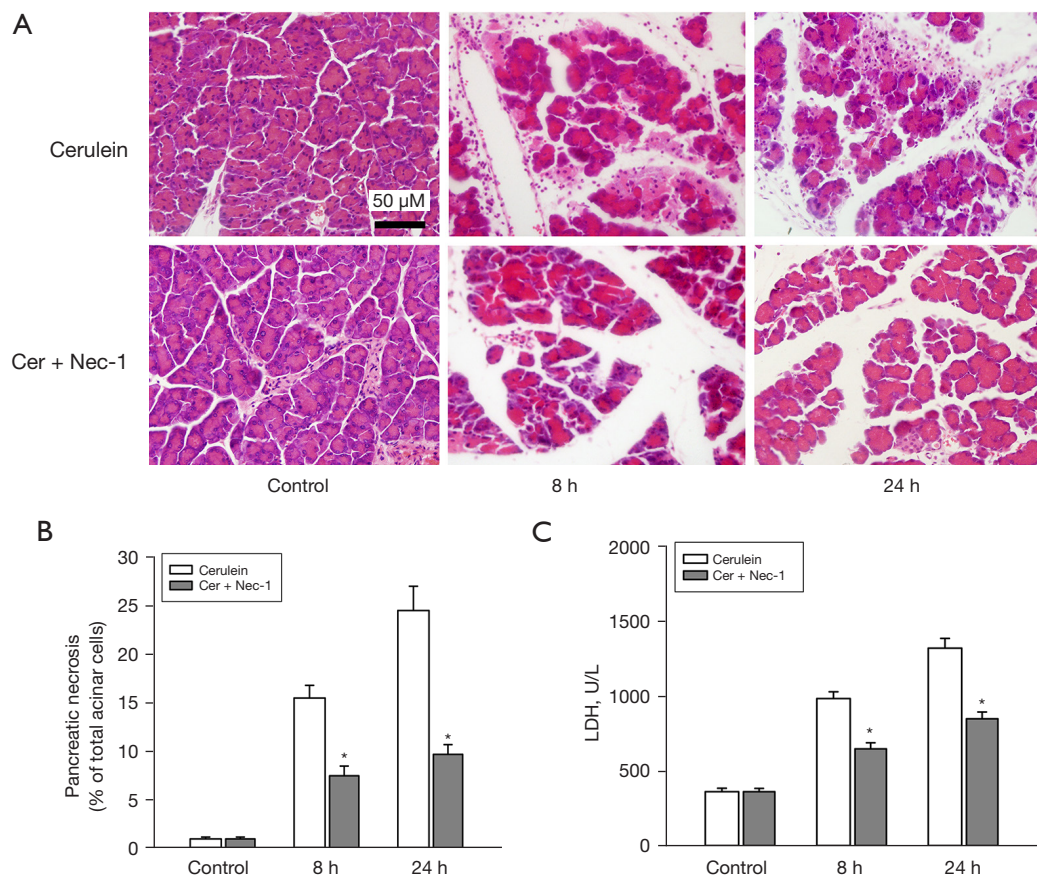 A
Cerulein
50 µM
Cer + Nec-1
Control
8 h
24 h
B
Pancreatic necrosis
(% of total acinar cells)
30
25
20
15
10
5
0
Cerulein
Cer + Nec-1
*
*
Control
8 h
24 h
C
LDH, U/L
2000
1500
1000
500
0
Cerulein
Cer + Nec-1
*
*
Control
8 h
24 h